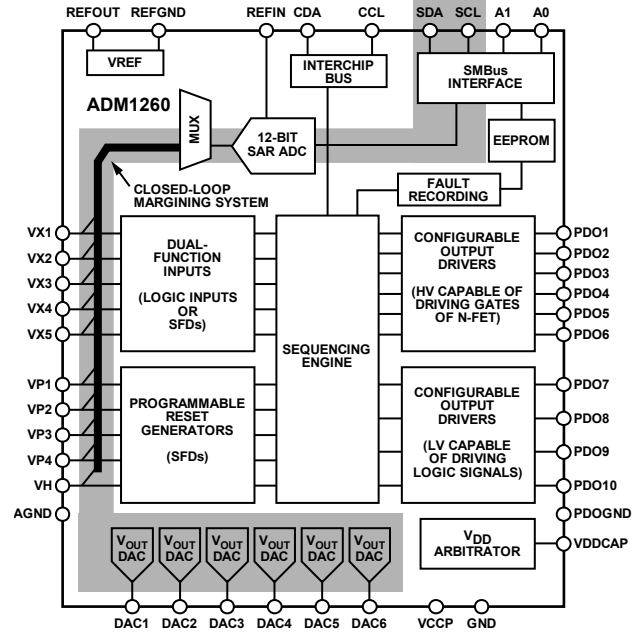 REFOUT REFGND REFIN CDA CCL SDA SCL A1 A0
VREF
INTERCHIP
BUS
SMBus
INTERFACE
ADM1260
MUX
12-BIT
SAR ADC
EEPROM
FAULT
RECORDING
CLOSED-LOOP
MARGINING SYSTEM
VX1
VX2
VX3
VX4
VX5
DUAL-
FUNCTION
INPUTS
(LOGIC INPUTS
OR
SFDs)
SEQUENCING
ENGINE
CONFIGURABLE
OUTPUT
DRIVERS
(HV CAPABLE OF
DRIVING GATES
OF N-FET)
PDO1
PDO2
PDO3
PDO4
PDO5
PDO6
VP1
VP2
VP3
VP4
VH
AGND
PROGRAMMABLE
RESET
GENERATORS
(SFDs)
CONFIGURABLE
OUTPUT
DRIVERS
(LV CAPABLE
OF DRIVING
LOGIC SIGNALS)
PDO7
PDO8
PDO9
PDO10
PDOGND
VDDCAP
VOUT
DAC
VOUT
DAC
VOUT
DAC
VOUT
DAC
VOUT
DAC
VOUT
DAC
VDD
ARBITRATOR
DAC1 DAC2 DAC3 DAC4 DAC5 DAC6 VCCP GND